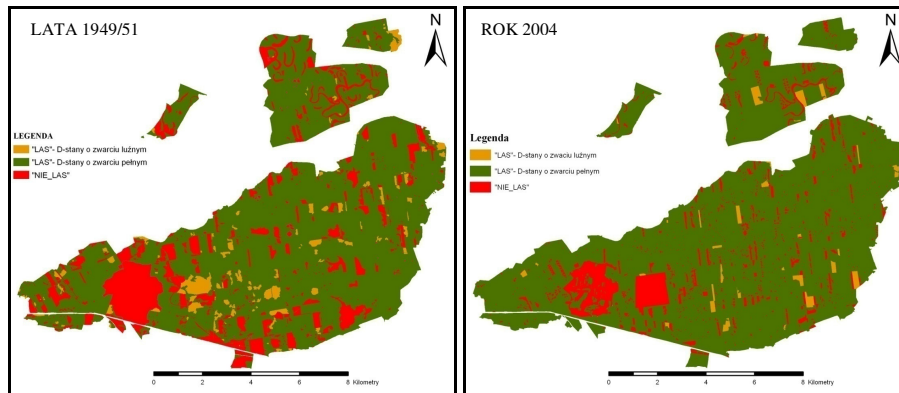 LATA 1949/51
N
LEGENDA
"LAS"- D-stany o zwarciu luźnym
"LAS"- D-stany o zwarciu pełnym
"NIE_LAS"
0 2 4 6 8 Kilometry
ROK 2004
N
Legenda
"LAS"- D-stany o zwaciu luźnym
"LAS"- D-stany o zwarciu pełnym
"NIE_LAS"
0 2 4 6 8 Kilometry